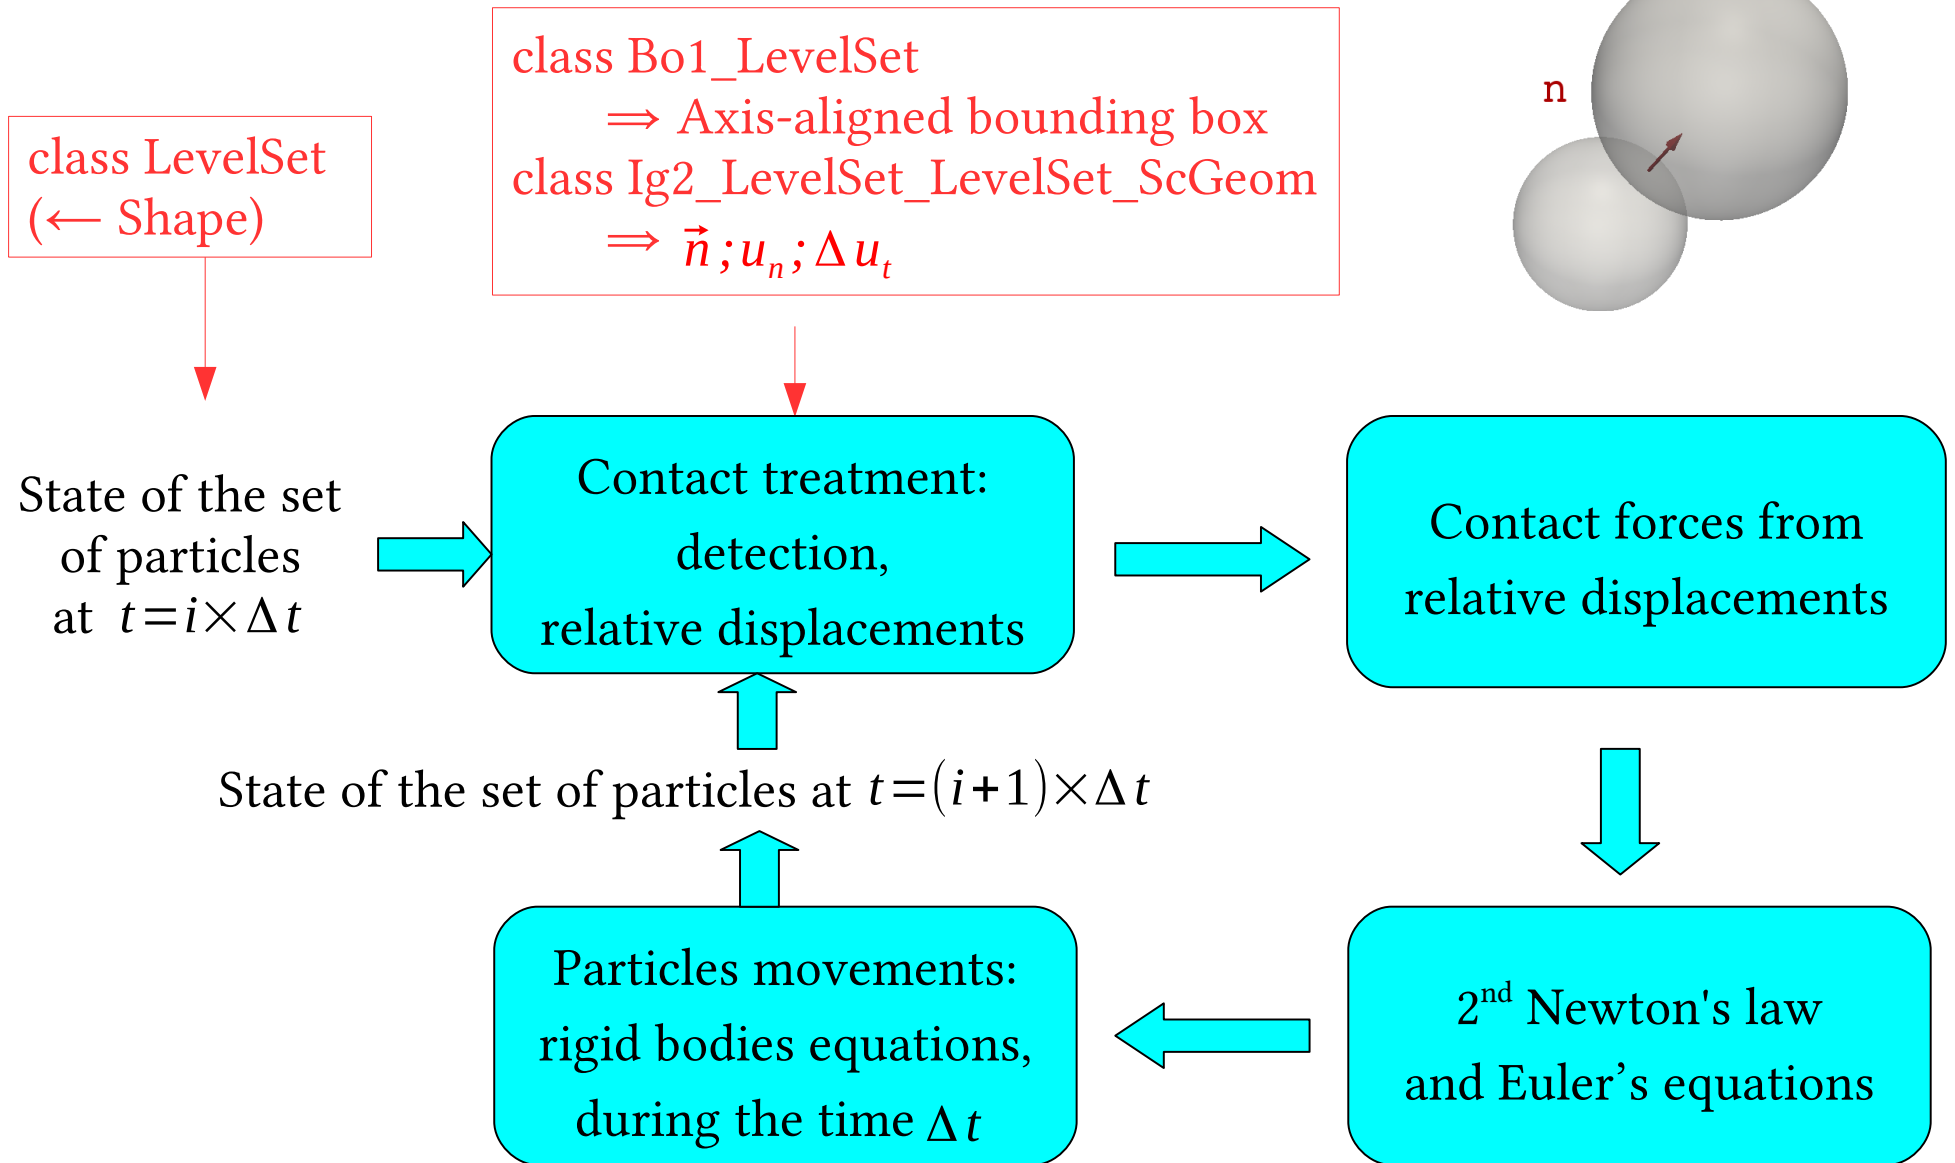 class LevelSet
(⟵ Shape)
class Bo1_LevelSet
⟹ Axis-aligned bounding box
class Ig2_LevelSet_LevelSet_ScGeom
⟹ n⃗ ; uₙ ; Δ uₜ
n
State of the set
of particles
at t=i×Δt
Contact treatment:
detection,
relative displacements
Contact forces from
relative displacements
State of the set of particles at t=(i+1)×Δt
Particles movements:
rigid bodies equations,
during the time Δt
2ⁿᵈ Newton's law
and Euler’s equations